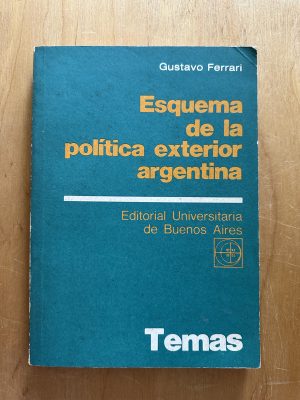 Gustavo Ferrari
Esquema
de la
política exterior
argentina
Editorial Universitaria
de Buenos Aires
Temas